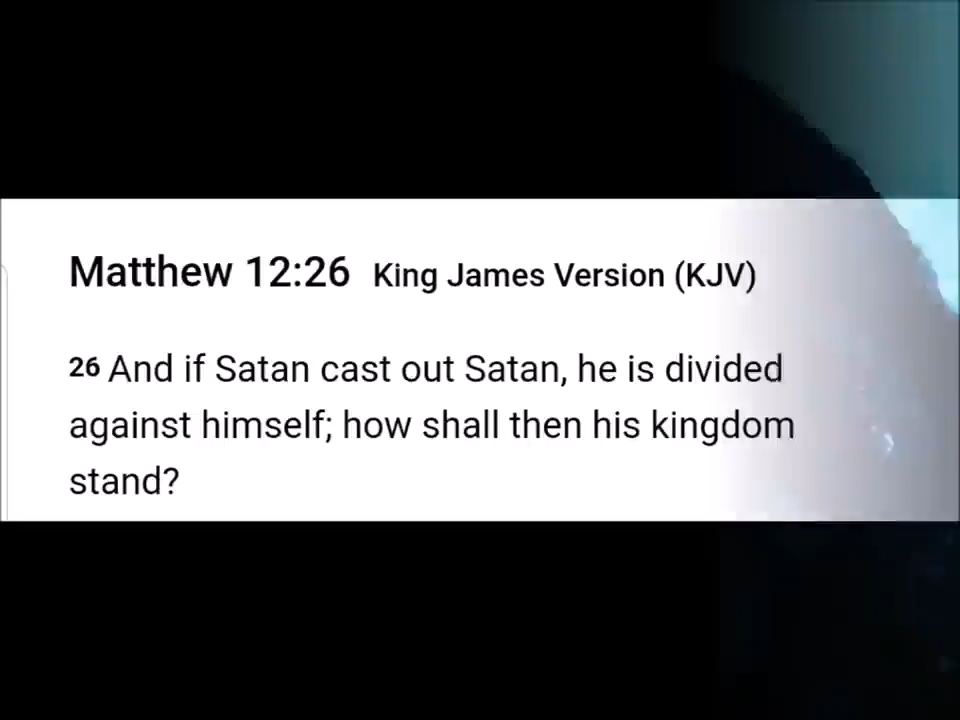 Matthew 12:26 King James Version (KJV)
26 And if Satan cast out Satan, he is divided
against himself; how shall then his kingdom
stand?